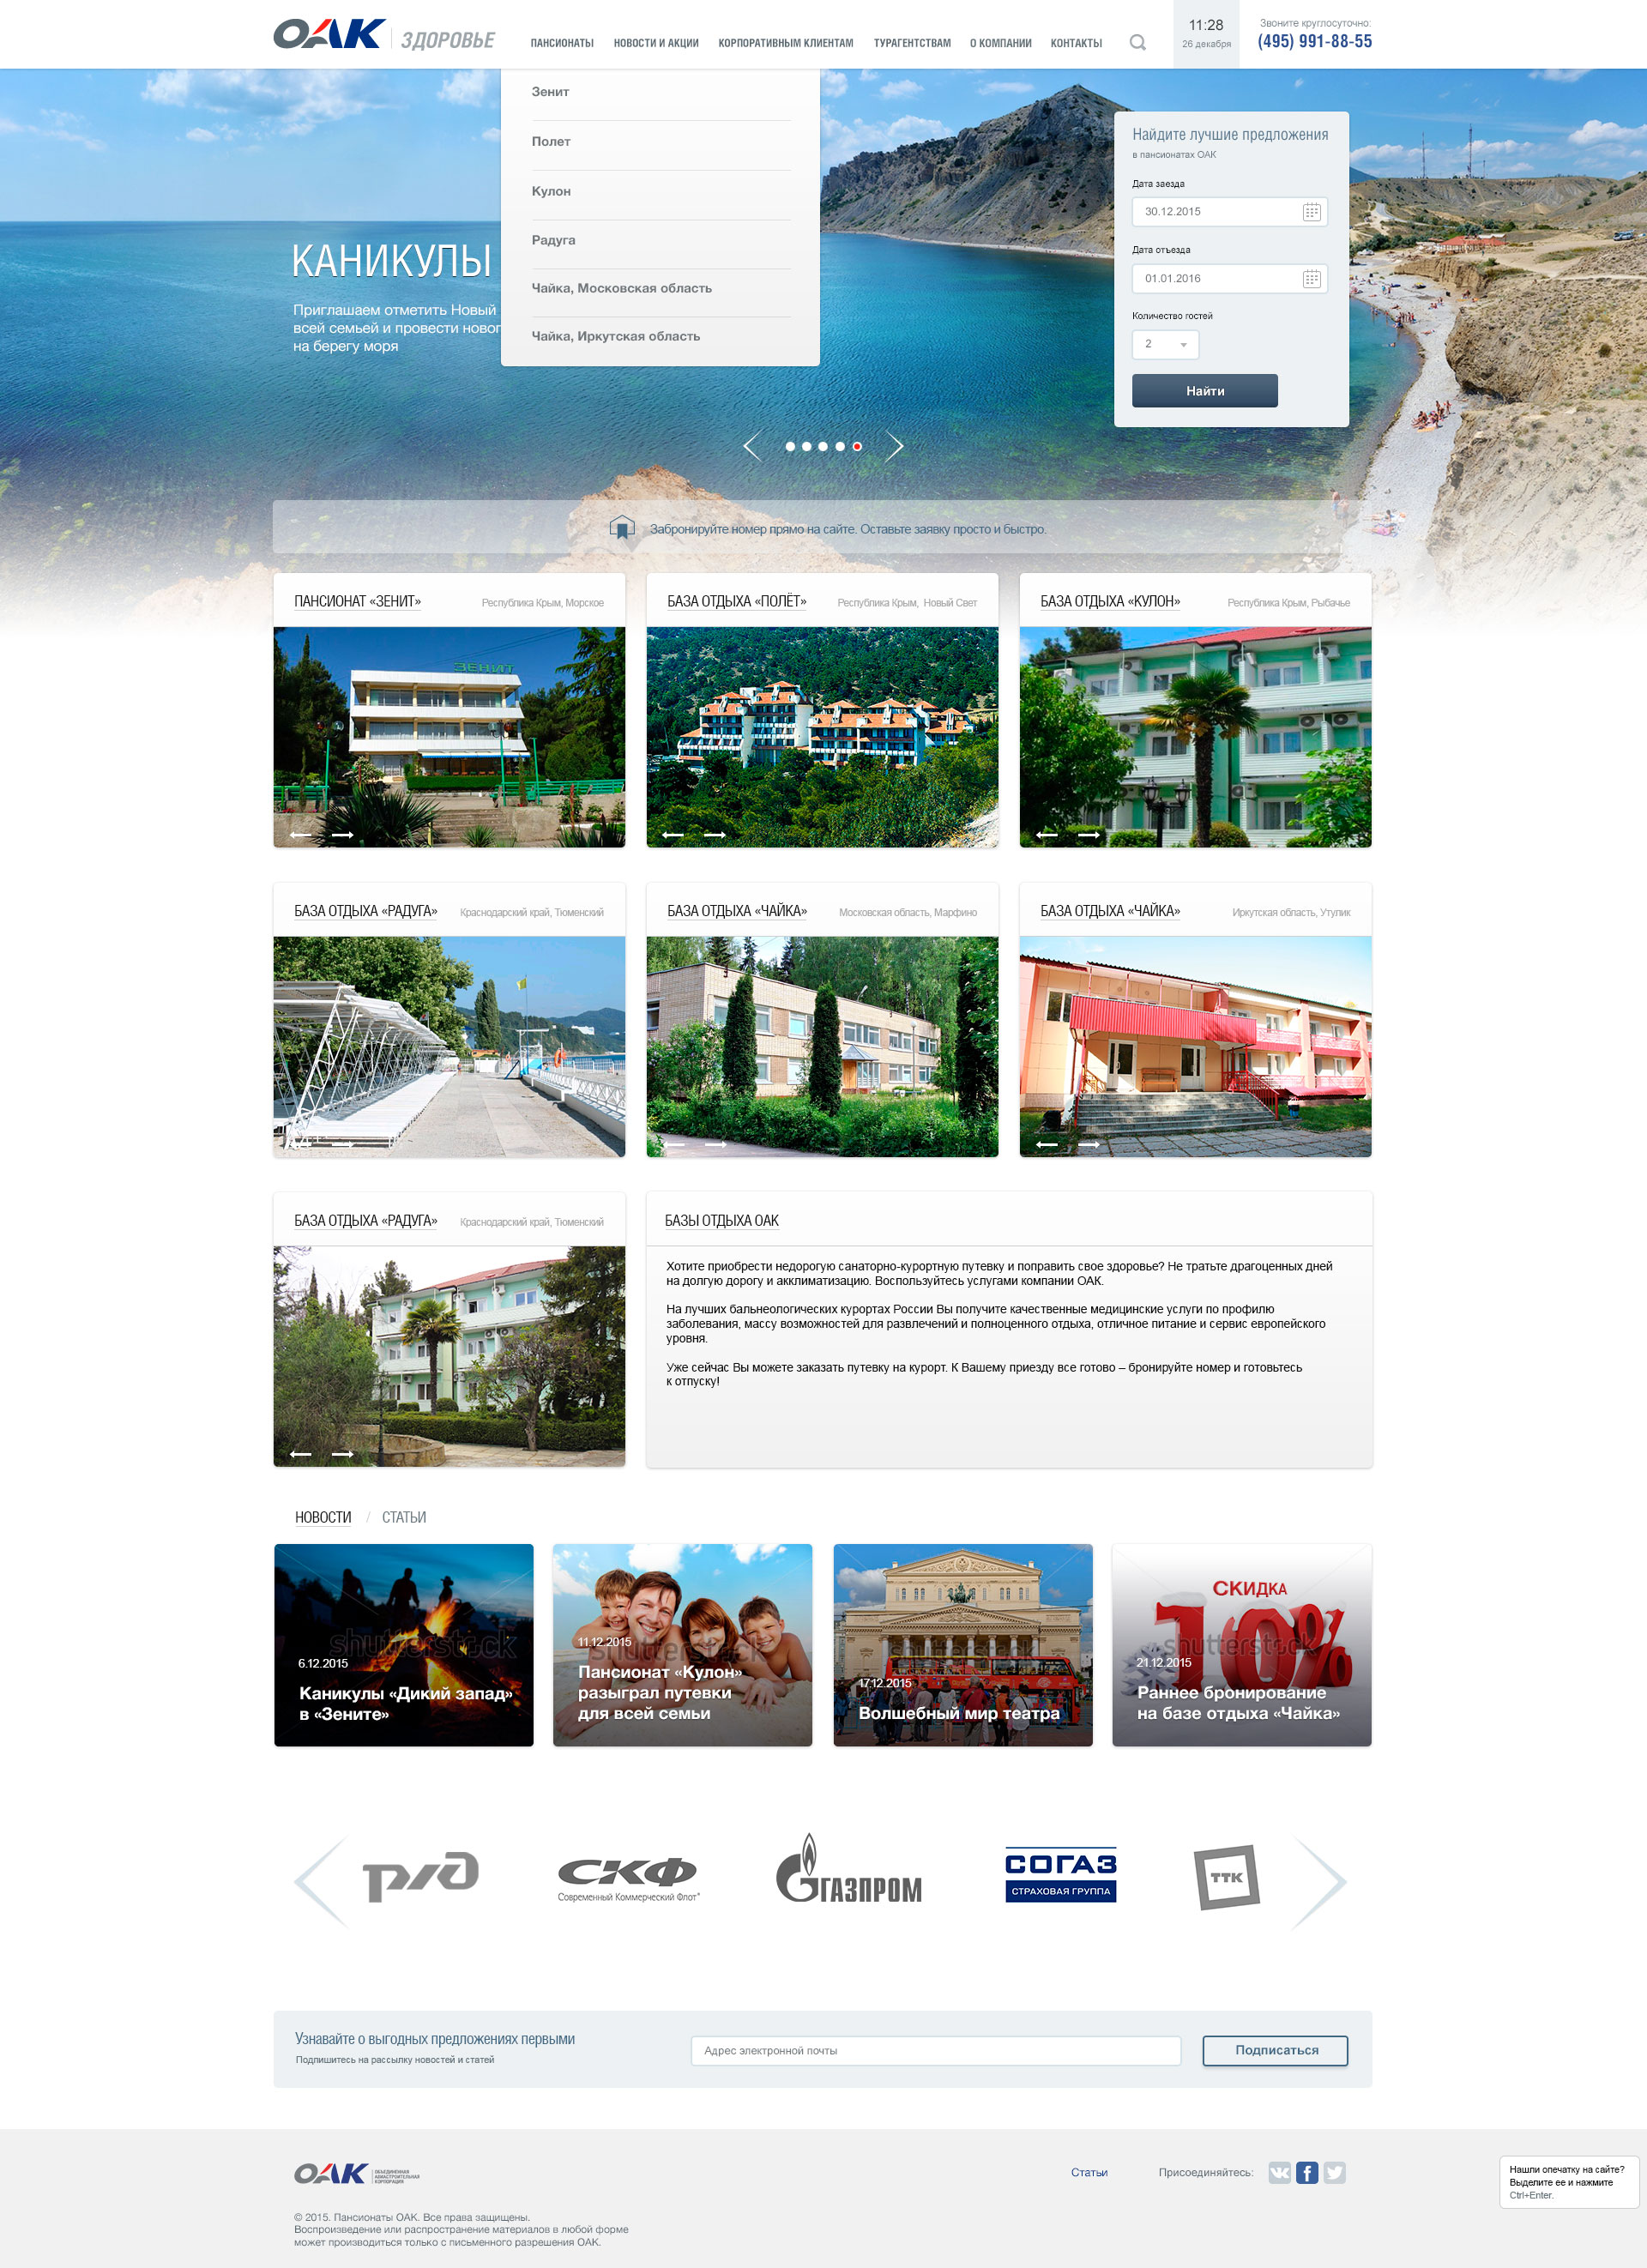 ОАК ЗДОРОВЬЕ
ПАНСИОНАТЫ НОВОСТИ И АКЦИИ КОРПОРАТИВНЫМ КЛИЕНТАМ ТУРАГЕНТСТВАМ О КОМПАНИИ КОНТАКТЫ
11:28
26 декабря
Звоните круглосуточно:
(495) 991-88-55
Зенит
Полет
Кулон
Радуга
Чайка, Московская область
Чайка, Иркутская область
КАНИКУЛЫ
Приглашаем отметить Новый
всей семьей и провести новог
на берегу моря
Найдите лучшие предложения
в пансионатах ОАК
Дата заезда
30.12.2015
Дата отъезда
01.01.2016
Количество гостей
2
Найти
Забронируйте номер прямо на сайте. Оставьте заявку просто и быстро.
ПАНСИОНАТ «ЗЕНИТ» Республика Крым, Морское
ЗЕНИТ
БАЗА ОТДЫХА «ПОЛЁТ» Республика Крым, Новый Свет
БАЗА ОТДЫХА «КУЛОН» Республика Крым, Рыбачье
БАЗА ОТДЫХА «РАДУГА» Краснодарский край, Тюменский
БАЗА ОТДЫХА «ЧАЙКА» Московская область, Марфино
БАЗА ОТДЫХА «ЧАЙКА» Иркутская область, Утулик
БАЗА ОТДЫХА «РАДУГА» Краснодарский край, Тюменский
БАЗЫ ОТДЫХА ОАК
Хотите приобрести недорогую санаторно-курортную путевку и поправить свое здоровье? Не тратьте драгоценных дней
на долгую дорогу и акклиматизацию. Воспользуйтесь услугами компании ОАК.
На лучших бальнеологических курортах России Вы получите качественные медицинские услуги по профилю
заболевания, массу возможностей для развлечений и полноценного отдыха, отличное питание и сервис европейского
уровня.
Уже сейчас Вы можете заказать путевку на курорт. К Вашему приезду все готово – бронируйте номер и готовьтесь
к отпуску!
НОВОСТИ / СТАТЬИ
shutterstock
6.12.2015
Каникулы «Дикий запад»
в «Зените»
shutterstock
11.12.2015
Пансионат «Кулон»
разыграл путевки
для всей семьи
shutterstock
17.12.2015
Волшебный мир театра
СКИДКА
10%
shutterstock
21.12.2015
Раннее бронирование
на базе отдыха «Чайка»
ржд
СКФ
Современный Коммерческий Флот
ГАЗПРОМ
СОГАЗ
СТРАХОВАЯ ГРУППА
ТТК
Узнавайте о выгодных предложениях первыми
Подпишитесь на рассылку новостей и статей
Адрес электронной почты
Подписаться
ОАК ОБЪЕДИНЕННАЯ
АВИАСТРОИТЕЛЬНАЯ
КОРПОРАЦИЯ
Статьи
Присоединяйтесь:
Нашли опечатку на сайте?
Выделите ее и нажмите
Ctrl+Enter.
© 2015. Пансионаты ОАК. Все права защищены.
Воспроизведение или распространение материалов в любой форме
может производиться только с письменного разрешения ОАК.